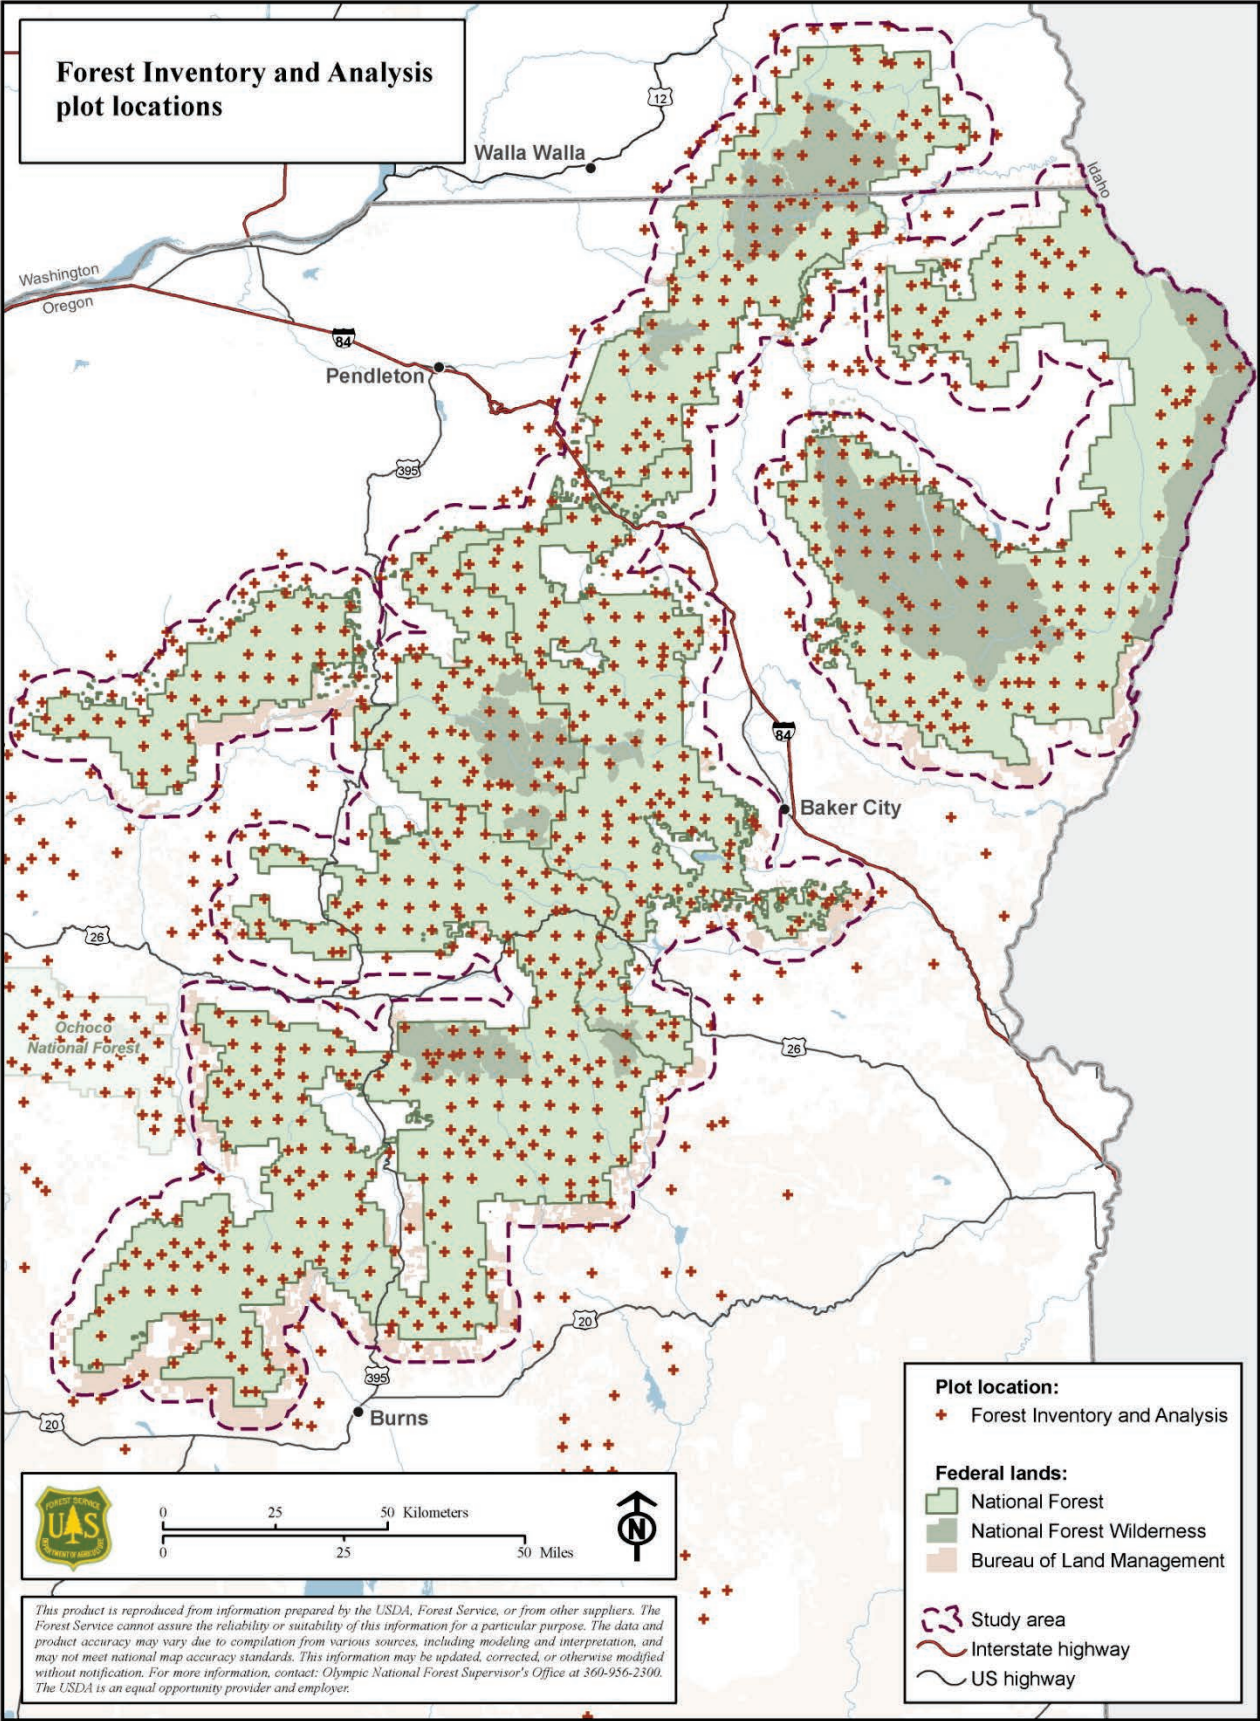 Forest Inventory and Analysis
plot locations
12
Walla Walla
Idaho
Washington
Oregon
84
Pendleton
395
84
Baker City
26
Ochoco
National Forest
26
20
395
Burns
20
Plot location:
Forest Inventory and Analysis
Federal lands:
National Forest
National Forest Wilderness
Bureau of Land Management
Study area
Interstate highway
US highway
FOREST SERVICE
UAS
DEPARTMENT OF AGRICULTURE
0 25 50 Kilometers
0 25 50 Miles
N
This product is reproduced from information prepared by the USDA, Forest Service, or from other suppliers. The
Forest Service cannot assure the reliability or suitability of this information for a particular purpose. The data and
product accuracy may vary due to compilation from various sources, including modeling and interpretation, and
may not meet national map accuracy standards. This information may be updated, corrected, or otherwise modified
without notification. For more information, contact: Olympic National Forest Supervisor's Office at 360-956-2300.
The USDA is an equal opportunity provider and employer.